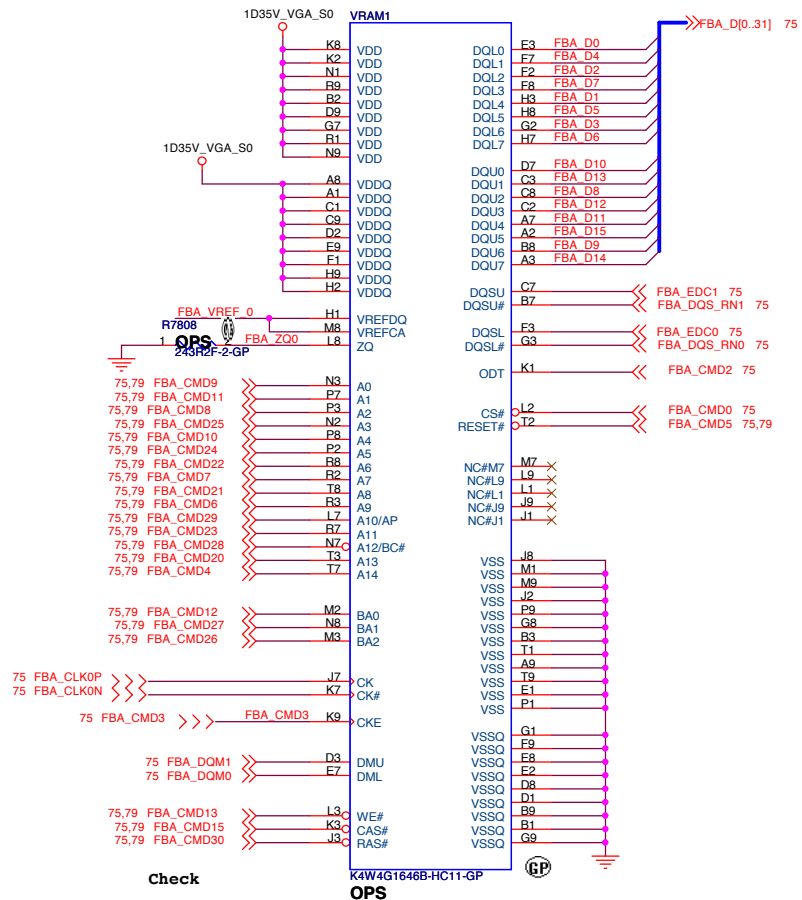 1D35V_VGA_S0
VRAM1
FBA_D[0..31] 75
K8 VDD DQL0 E3 FBA_D0
K2 VDD DQL1 F7 FBA_D4
N1 VDD DQL2 F2 FBA_D2
R9 VDD DQL3 F8 FBA_D7
B2 VDD DQL4 H3 FBA_D1
D9 VDD DQL5 H8 FBA_D5
G7 VDD DQL6 G2 FBA_D3
R1 VDD DQL7 H7 FBA_D6
N9 VDD
1D35V_VGA_S0
DQU0 D7 FBA_D10
A8 VDDQ DQU1 C3 FBA_D13
A1 VDDQ DQU2 C8 FBA_D8
C1 VDDQ DQU3 C2 FBA_D12
C9 VDDQ DQU4 A7 FBA_D11
D2 VDDQ DQU5 A2 FBA_D15
E9 VDDQ DQU6 B8 FBA_D9
F1 VDDQ DQU7 A3 FBA_D14
H9 VDDQ
H2 VDDQ
DQSU C7 FBA_EDC1 75
DQSU# B7 FBA_DQS_RN1 75
FBA_VREF_0 H1 VREFDQ
M8 VREFCA
DQSL F3 FBA_EDC0 75
DQSL# G3 FBA_DQS_RN0 75
R7808
1 OPS 2 FBA_ZQ0 L8 ZQ
243R2F-2-GP
ODT K1 FBA_CMD2 75
75,79 FBA_CMD9 N3 A0
75,79 FBA_CMD11 P7 A1
75,79 FBA_CMD8 P3 A2 CS# L2 FBA_CMD0 75
75,79 FBA_CMD25 N2 A3 RESET# T2 FBA_CMD5 75,79
75,79 FBA_CMD10 P8 A4
75,79 FBA_CMD24 P2 A5
75,79 FBA_CMD22 R8 A6 NC#M7 M7
75,79 FBA_CMD7 R2 A7 NC#L9 L9
75,79 FBA_CMD21 T8 A8 NC#L1 L1
75,79 FBA_CMD6 R3 A9 NC#J9 J9
75,79 FBA_CMD29 L7 A10/AP NC#J1 J1
75,79 FBA_CMD23 R7 A11
75,79 FBA_CMD28 N7 A12/BC#
75,79 FBA_CMD20 T3 A13 VSS J8
75,79 FBA_CMD4 T7 A14 VSS M1
VSS M9
VSS J2
75,79 FBA_CMD12 M2 BA0 VSS P9
75,79 FBA_CMD27 N8 BA1 VSS G8
75,79 FBA_CMD26 M3 BA2 VSS B3
VSS T1
VSS A9
75 FBA_CLK0P J7 CK VSS T9
75 FBA_CLK0N K7 CK# VSS E1
VSS P1
75 FBA_CMD3 FBA_CMD3 K9 CKE
VSSQ G1
VSSQ F9
75 FBA_DQM1 D3 DMU VSSQ E8
75 FBA_DQM0 E7 DML VSSQ E2
VSSQ D8
VSSQ D1
75,79 FBA_CMD13 L3 WE# VSSQ B9
75,79 FBA_CMD15 K3 CAS# VSSQ B1
75,79 FBA_CMD30 J3 RAS# VSSQ G9
GP
Check
K4W4G1646B-HC11-GP
OPS